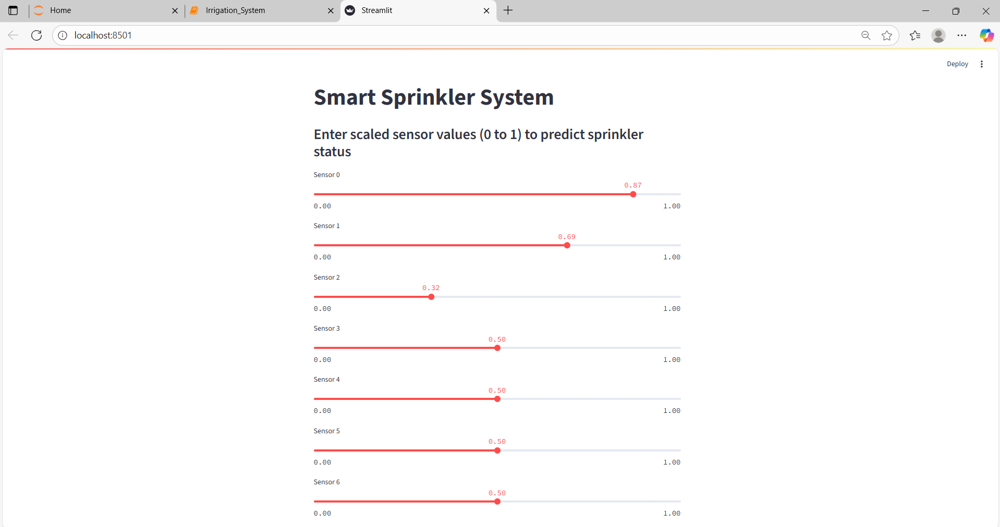 Home
Irrigation_System
Streamlit
localhost:8501
Deploy
Smart Sprinkler System
Enter scaled sensor values (0 to 1) to predict sprinkler
status
Sensor 0
0.87
0.00 1.00
Sensor 1
0.69
0.00 1.00
Sensor 2
0.32
0.00 1.00
Sensor 3
0.50
0.00 1.00
Sensor 4
0.50
0.00 1.00
Sensor 5
0.50
0.00 1.00
Sensor 6
0.50
0.00 1.00